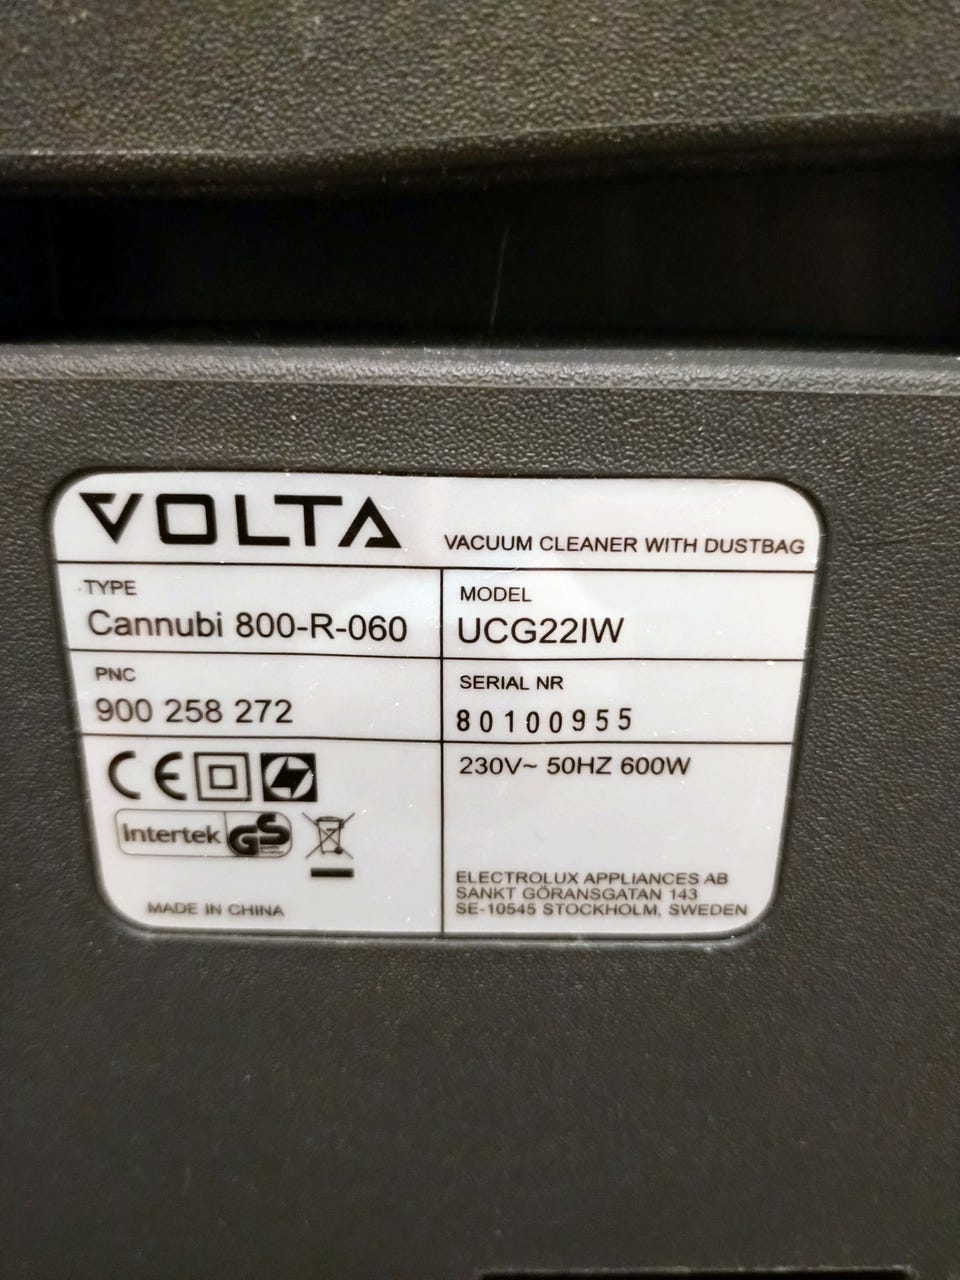 VOLTA
VACUUM CLEANER WITH DUSTBAG
TYPE
Cannubi 800-R-060
MODEL
UCG22IW
PNC
900 258 272
SERIAL NR
80100955
CE
Intertek GS
MADE IN CHINA
230V~ 50HZ 600W
ELECTROLUX APPLIANCES AB
SANKT GÖRANSGATAN 143
SE-10545 STOCKHOLM, SWEDEN